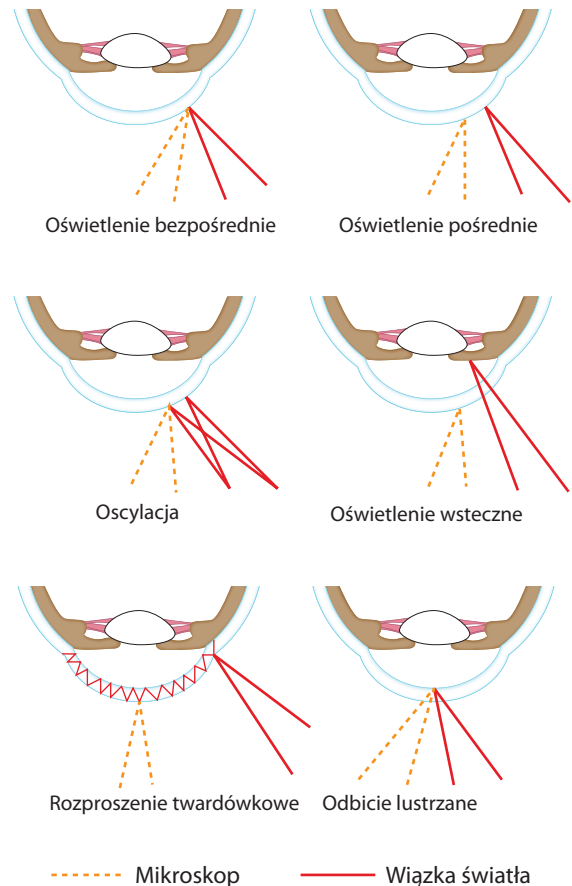 Oświetlenie bezpośrednie
Oświetlenie pośrednie
Oscylacja
Oświetlenie wsteczne
Rozproszenie twardówkowe
Odbicie lustrzane
Mikroskop
Wiązka światła